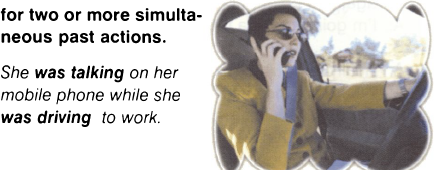 for two or more simulta-
neous past actions.
She was talking on her
mobile phone while she
was driving to work.